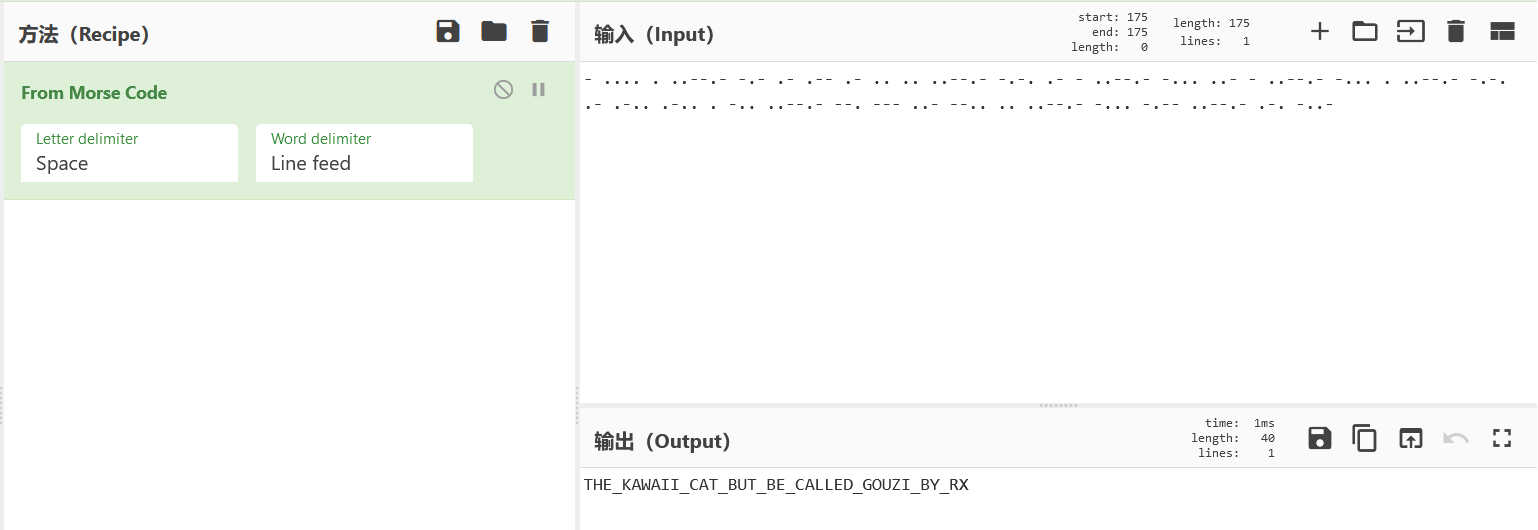 方法（Recipe）
From Morse Code
Letter delimiter
Space
Word delimiter
Line feed
输入（Input）
start: 175
end: 175
length: 0
length: 175
lines: 1
- .... . ..--.- -.- .- .-- .- .. .. ..--.- -.-. .- - ..--.- -... ..- - ..--.- -... . ..--.- -.-.
.- .-.. .-.. . -.. ..--.- --. --- ..- --.. .. ..--.- -... -.-- ..--.- .-. -..-
输出（Output）
time: 1ms
length: 40
lines: 1
THE_KAWAII_CAT_BUT_BE_CALLED_GOUZI_BY_RX